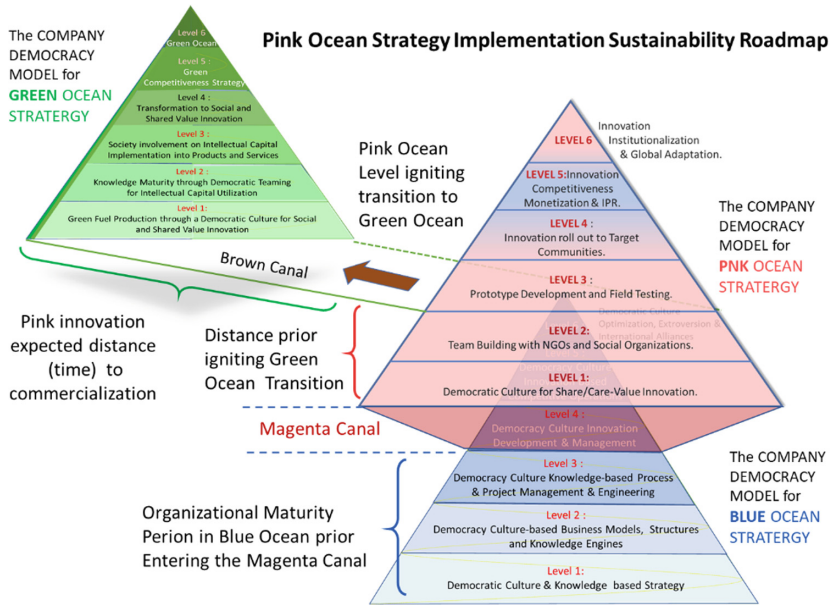 Pink Ocean Strategy Implementation Sustainability Roadmap
The COMPANY
DEMOCRACY
MODEL for
GREEN OCEAN
STRATERGY
Level 6
Green Ocean
Level 5 :
Green
Competitiveness Strategy
Level 4 :
Transformation to Social and
Shared Value Innovation
Level 3 :
Society involvement on Intellectual Capital
Implementation into Products and Services
Level 2 :
Knowledge Maturity through Democratic Teaming
for Intellectual Capital Utilization
Level 1:
Green Fuel Production through a Democratic Culture for Social
and Shared Value Innovation
Pink Ocean
Level igniting
transition to
Green Ocean
Brown Canal
Pink innovation
expected distance
(time) to
commercialization
Distance prior
igniting Green
Ocean Transition
Magenta Canal
LEVEL 6
Innovation
Institutionalization
& Global Adaptation.
LEVEL 5:Innovation
Competitiveness
Monetization & IPR.
LEVEL 4 :
Innovation roll out to Target
Communities.
LEVEL 3 :
Prototype Development and Field Testing.
LEVEL 2:
Team Building with NGOs and Social Organizations.
LEVEL 1:
Democratic Culture for Share/Care-Value Innovation.
The COMPANY
DEMOCRACY
MODEL for
PNK OCEAN
STRATERGY
Democratic Culture
Optimization, Extroversion &
International Alliances
Democracy Culture
Level 4 :
Democracy Culture Innovation
Development & Management
Level 3 :
Democracy Culture Knowledge-based Process
& Project Management & Engineering
Level 2 :
Democracy Culture-based Business Models, Structures
and Knowledge Engines
Level 1:
Democratic Culture & Knowledge based Strategy
Organizational Maturity
Perion in Blue Ocean prior
Entering the Magenta Canal
The COMPANY
DEMOCRACY
MODEL for
BLUE OCEAN
STRATERGY